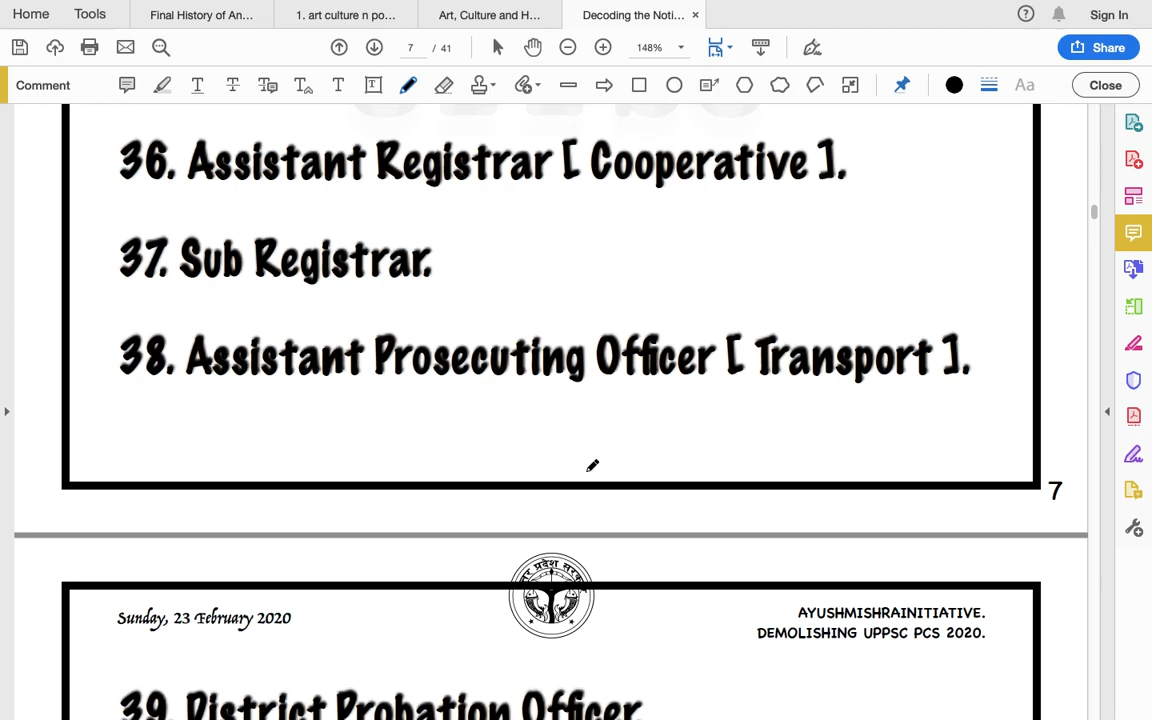 Home Tools Final History of An... 1. art culture n po... Art, Culture and H... Decoding the Noti... × Sign In
7 / 41 148% Share
Comment Aa Close
36. Assistant Registrar [ Cooperative ].
37. Sub Registrar.
38. Assistant Prosecuting Officer [ Transport ].
7
Sunday, 23 February 2020
AYUSHMISHRAINITIATIVE.
DEMOLISHING UPPSC PCS 2020.
39. District Probation Officer.